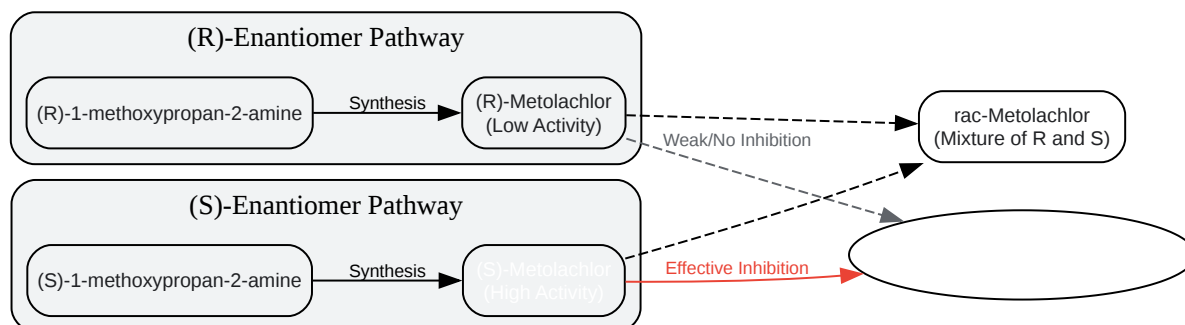 (R)-Enantiomer Pathway
(R)-1-methoxypropan-2-amine
Synthesis
(R)-Metolachlor
(Low Activity)
Weak/No Inhibition
rac-Metolachlor
(Mixture of R and S)
(S)-Enantiomer Pathway
(S)-1-methoxypropan-2-amine
Synthesis
(S)-Metolachlor
(High Activity)
Effective Inhibition